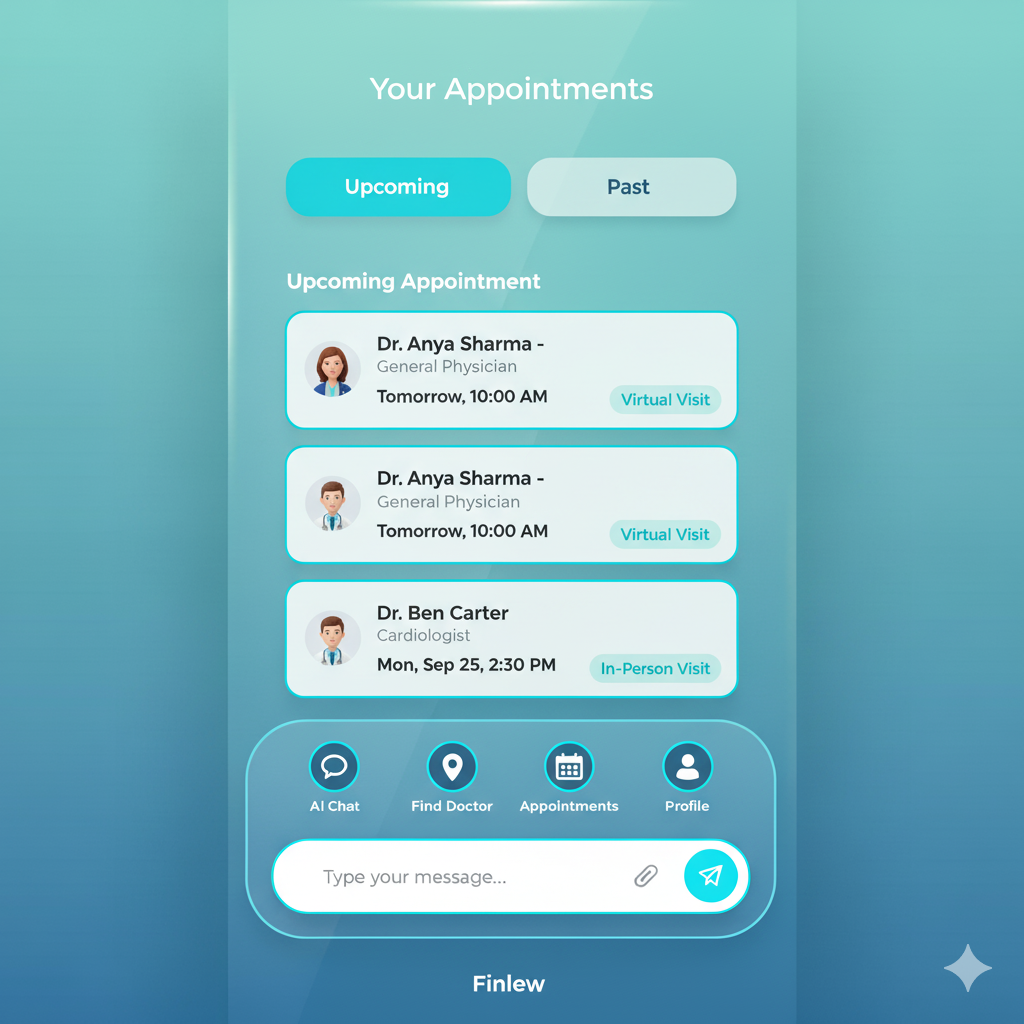 Your Appointments
Upcoming
Past
Upcoming Appointment
Dr. Anya Sharma -
General Physician
Tomorrow, 10:00 AM
Virtual Visit
Dr. Anya Sharma -
General Physician
Tomorrow, 10:00 AM
Virtual Visit
Dr. Ben Carter
Cardiologist
Mon, Sep 25, 2:30 PM
In-Person Visit
AI Chat
Find Doctor
Appointments
Profile
Type your message...
Finlew